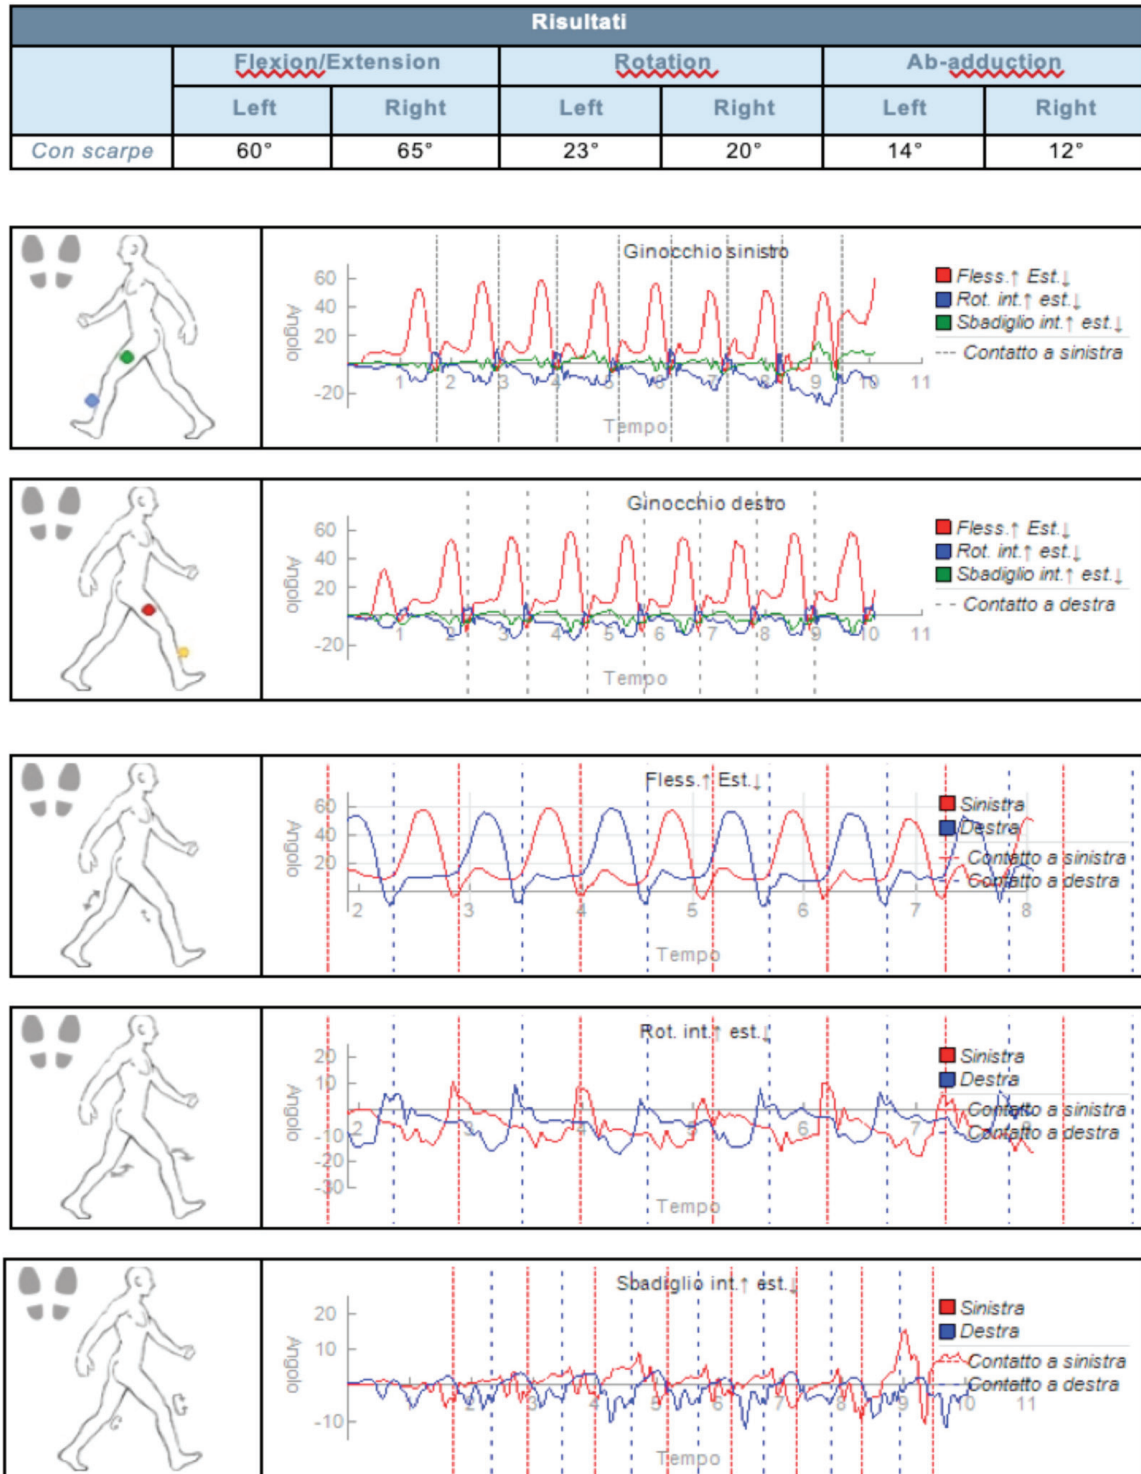 Risultati
Flexion/Extension Rotation Ab-adduction
Left Right Left Right Left Right
Con scarpe 60° 65° 23° 20° 14° 12°
Ginocchio sinistro
60
40
20
-20
Angolo
1 2 3 4 5 6 7 8 9 10 11
Tempo
Fless.↑ Est.↓
Rot. int.↑ est.↓
Sbadiglio int.↑ est.↓
Contatto a sinistra
Ginocchio destro
60
40
20
-20
Angolo
1 2 3 4 5 6 7 8 9 10 11
Tempo
Fless.↑ Est.↓
Rot. int.↑ est.↓
Sbadiglio int.↑ est.↓
Contatto a destra
Fless.↑ Est.↓
60
40
20
Angolo
2 3 4 5 6 7 8
Tempo
Sinistra
Destra
Contatto a sinistra
Contatto a destra
Rot. int.↑ est.↓
20
10
-10
-20
-30
Angolo
2 3 4 5 6 7 8
Tempo
Sinistra
Destra
Contatto a sinistra
Contatto a destra
Sbadiglio int.↑ est.↓
20
10
-10
Angolo
2 3 4 5 6 7 8 9 10 11
Tempo
Sinistra
Destra
Contatto a sinistra
Contatto a destra